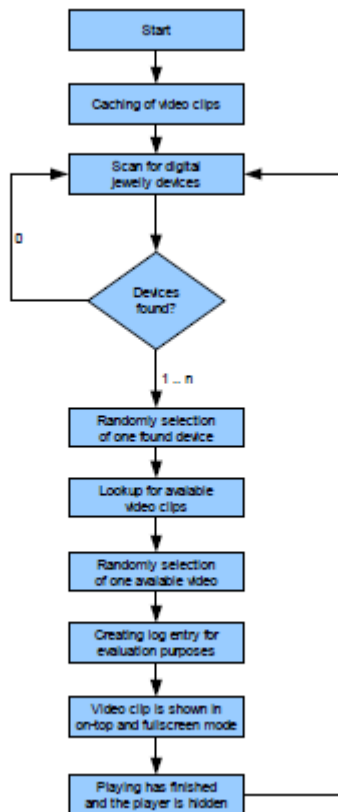 Start
Caching of video clips
Scan for digital
jewelly devices
0
Devices
found?
1 ... n
Randomly selection
of one found device
Lookup for available
video clips
Randomly selection
of one available video
Creating log entry for
evaluation purposes
Video clip is shown in
on-top and fullscreen mode
Playing has finished
and the player is hidden